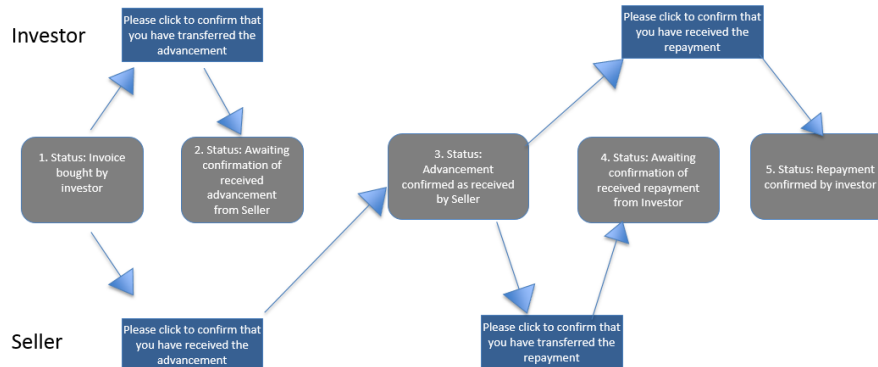 Investor
Please click to confirm that
you have transferred the
advancement
Please click to confirm that
you have received the
repayment
1. Status: Invoice
bought by
investor
2. Status: Awaiting
confirmation of
received
advancement
from Seller
3. Status:
Advancement
confirmed as received
by Seller
4. Status: Awaiting
confirmation of
received repayment
from Investor
5. Status: Repayment
confirmed by investor
Seller
Please click to confirm that
you have received the
advancement
Please click to confirm that
you have transferred the
repayment